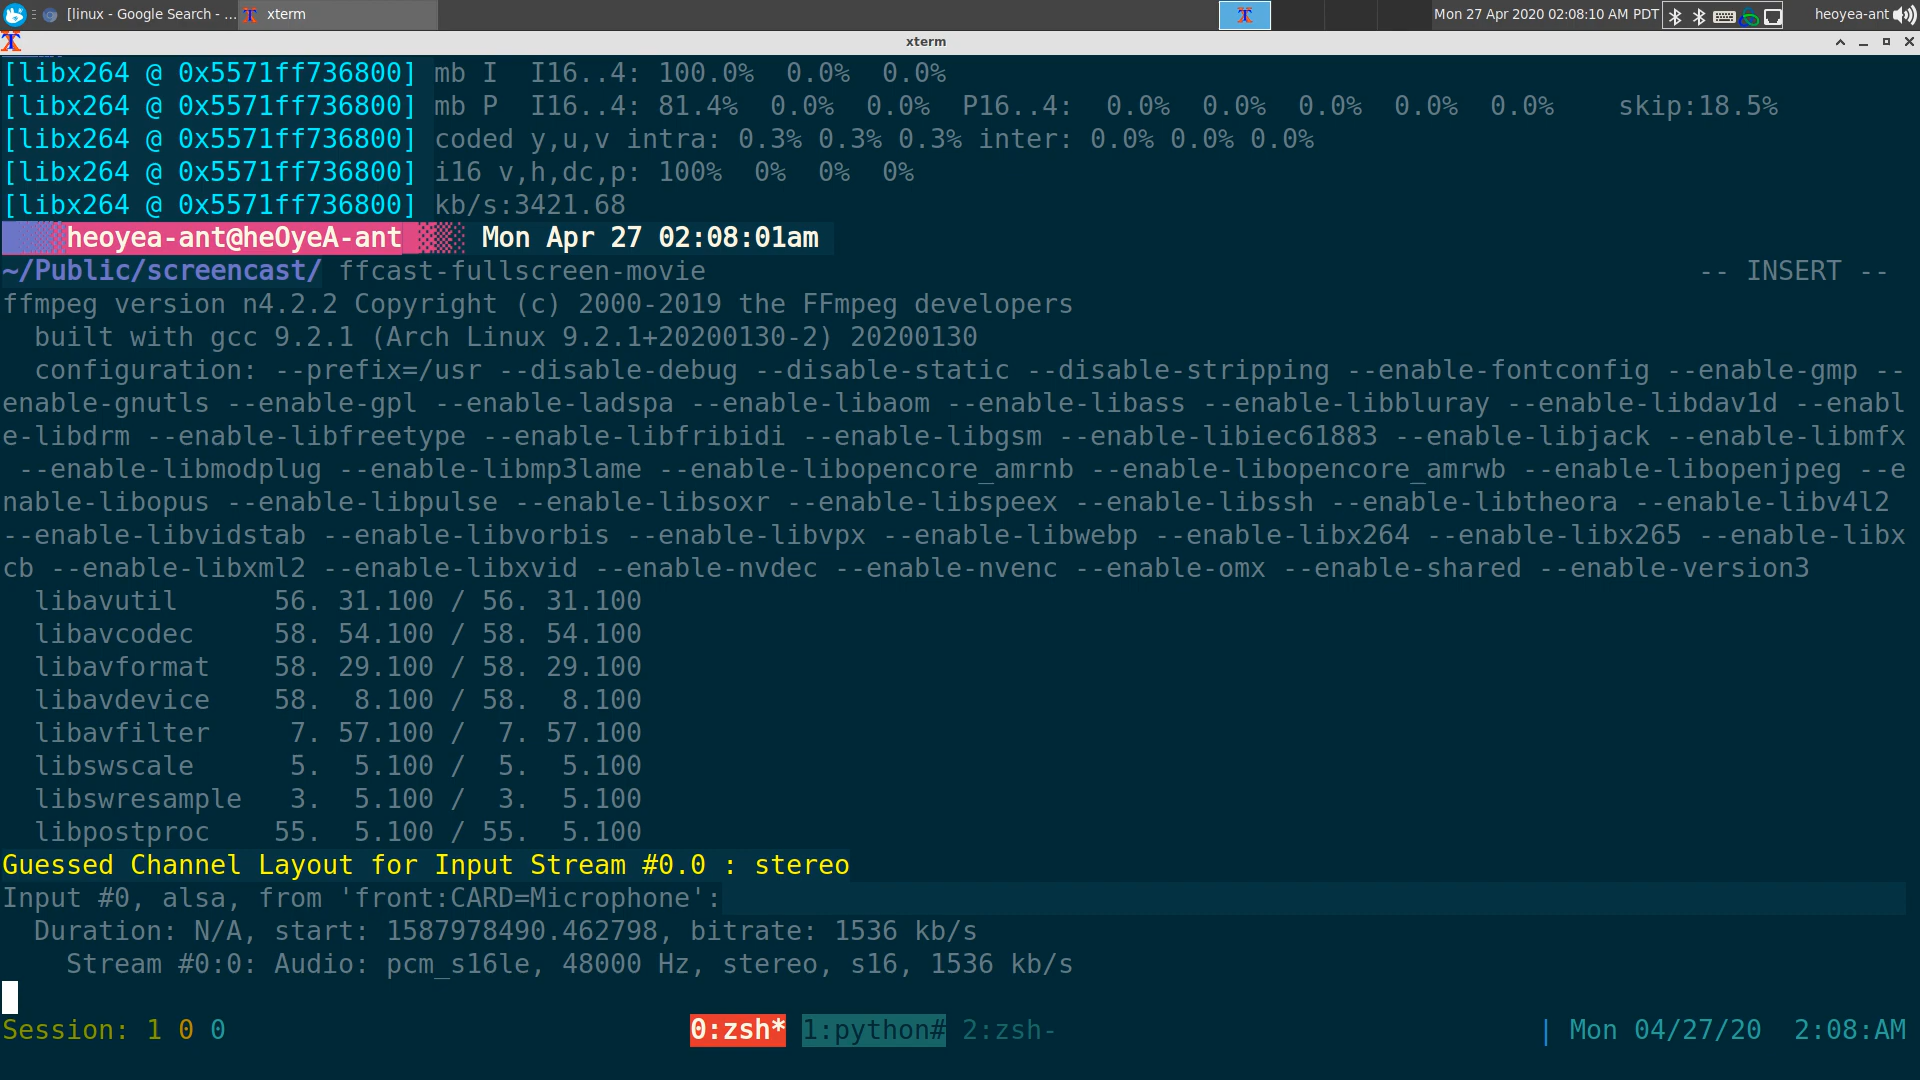 [linux - Google Search - ...
xterm
Mon 27 Apr 2020 02:08:10 AM PDT
heoyea-ant
xterm
[libx264 @ 0x5571ff736800] mb I  I16..4: 100.0%  0.0%  0.0%
[libx264 @ 0x5571ff736800] mb P  I16..4: 81.4%  0.0%  0.0%  P16..4:  0.0%  0.0%  0.0%  0.0%  0.0%    skip:18.5%
[libx264 @ 0x5571ff736800] coded y,u,v intra: 0.3% 0.3% 0.3% inter: 0.0% 0.0% 0.0%
[libx264 @ 0x5571ff736800] i16 v,h,dc,p: 100%  0%  0%  0%
[libx264 @ 0x5571ff736800] kb/s:3421.68
heoyea-ant@heOyeA-ant Mon Apr 27 02:08:01am
~/Public/screencast/ ffcast-fullscreen-movie -- INSERT --
ffmpeg version n4.2.2 Copyright (c) 2000-2019 the FFmpeg developers
  built with gcc 9.2.1 (Arch Linux 9.2.1+20200130-2) 20200130
  configuration: --prefix=/usr --disable-debug --disable-static --disable-stripping --enable-fontconfig --enable-gmp --
enable-gnutls --enable-gpl --enable-ladspa --enable-libaom --enable-libass --enable-libbluray --enable-libdav1d --enabl
e-libdrm --enable-libfreetype --enable-libfribidi --enable-libgsm --enable-libiec61883 --enable-libjack --enable-libmfx
 --enable-libmodplug --enable-libmp3lame --enable-libopencore_amrnb --enable-libopencore_amrwb --enable-libopenjpeg --e
nable-libopus --enable-libpulse --enable-libsoxr --enable-libspeex --enable-libssh --enable-libtheora --enable-libv4l2
--enable-libvidstab --enable-libvorbis --enable-libvpx --enable-libwebp --enable-libx264 --enable-libx265 --enable-libx
cb --enable-libxml2 --enable-libxvid --enable-nvdec --enable-nvenc --enable-omx --enable-shared --enable-version3
  libavutil      56. 31.100 / 56. 31.100
  libavcodec     58. 54.100 / 58. 54.100
  libavformat    58. 29.100 / 58. 29.100
  libavdevice    58.  8.100 / 58.  8.100
  libavfilter     7. 57.100 /  7. 57.100
  libswscale      5.  5.100 /  5.  5.100
  libswresample   3.  5.100 /  3.  5.100
  libpostproc    55.  5.100 / 55.  5.100
Guessed Channel Layout for Input Stream #0.0 : stereo
Input #0, alsa, from 'front:CARD=Microphone':
  Duration: N/A, start: 1587978490.462798, bitrate: 1536 kb/s
    Stream #0:0: Audio: pcm_s16le, 48000 Hz, stereo, s16, 1536 kb/s
Session: 1 0 0 0:zsh* 1:python# 2:zsh- | Mon 04/27/20  2:08:AM